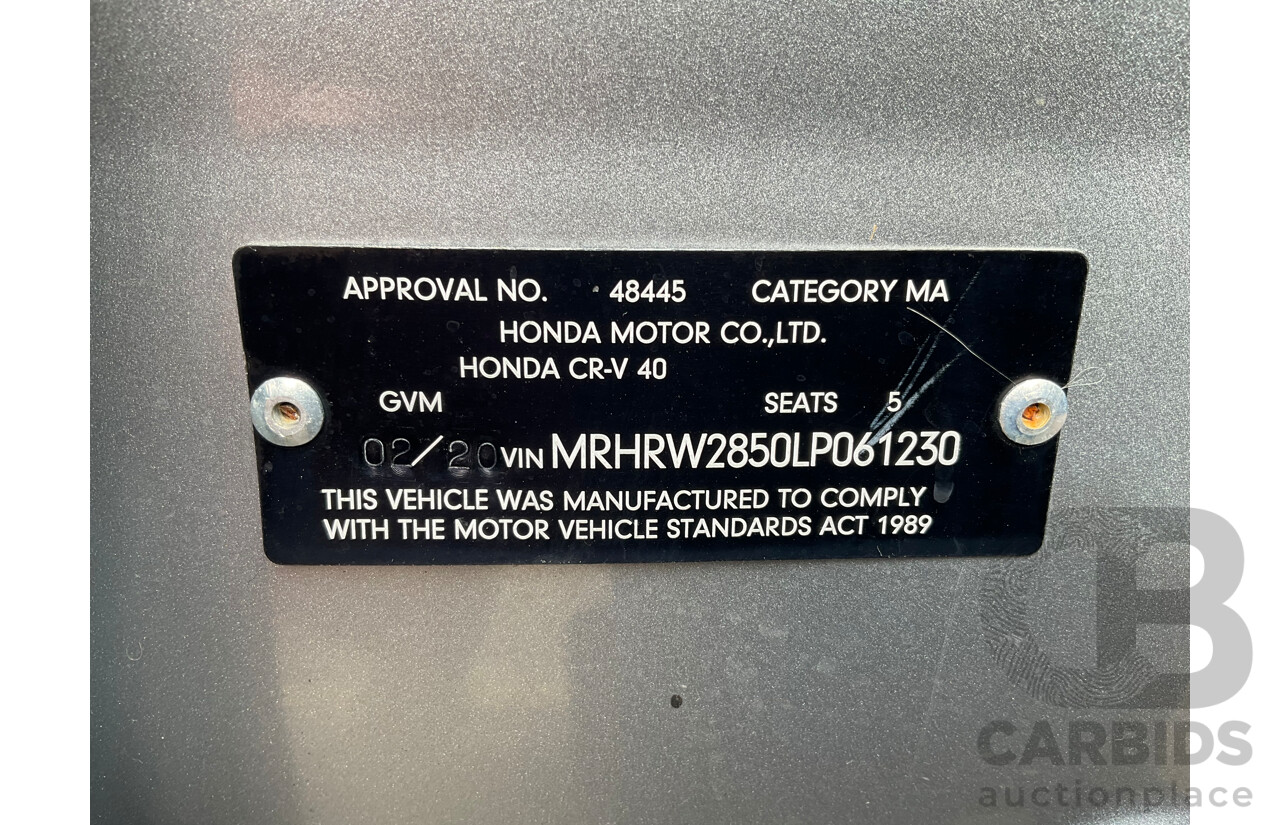 APPROVAL NO. 48445 CATEGORY MA
HONDA MOTOR CO.,LTD.
HONDA CR-V 40
GVM SEATS 5
02/20 VIN MRHRW2850LP061230
THIS VEHICLE WAS MANUFACTURED TO COMPLY
WITH THE MOTOR VEHICLE STANDARDS ACT 1989
CB
CARBIDS
auctionplace